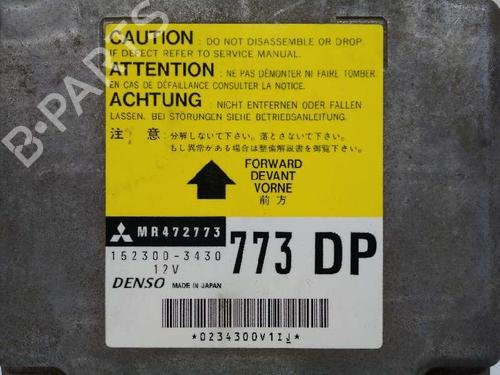 CAUTION : DO NOT DISASSEMBLE OR DROP.
IF DEFECT REFER TO SERVICE MANUAL.
ATTENTION : NE PAS DÉMONTER NI FAIRE TOMBER.
EN CAS DE DÉFAILLANCE CONSULTER LA NOTICE.
ACHTUNG : NICHT ENTFERNEN ODER FALLEN
LASSEN. BEI STÖRUNGEN SIEHE BETRIEBSANLEITUNG.
注 意 : 分解しないで下さい。落とさないで下さい。
もし異常がある場合は整備解説書を御覧下さい。
FORWARD
DEVANT
VORNE
前 方
MR472773
152300-3430
12V
773 DP
DENSO MADE IN JAPAN
*0234300V1IJ*
B-PARTS